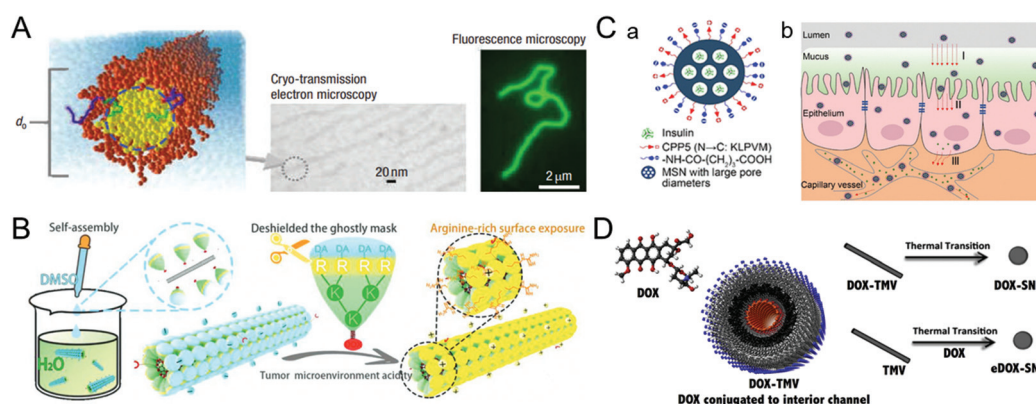 A
d₀
Cryo-transmission
electron microscopy
20 nm
Fluorescence microscopy
2 μm
C
a
Insulin
CPP5 (N→C: KLPVM)
-NH-CO-(CH₂)₃-COOH
MSN with large pore
diameters
b
Lumen
Mucus
Epithelium
Capillary vessel
I
II
III
B
Self-assembly
DMSO
H₂O
Deshielded the ghostly mask
DA DA DA DA
R R R R
K K
K
Tumor microenvironment acidity
Arginine-rich surface exposure
D
DOX
DOX-TMV
DOX conjugated to interior channel
DOX-TMV
Thermal Transition
DOX-SN
TMV
Thermal Transition
DOX
eDOX-SN